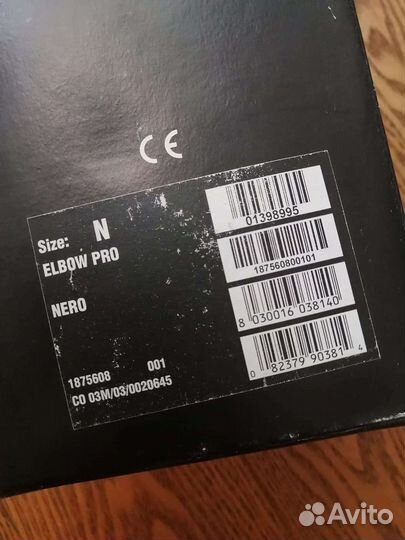 CE
Size: N
ELBOW PRO
NERO
1875608 001
CO 03M/03/0020645
01398995
187560800101
8 030016 038140
0 82379 90381 4
Avito